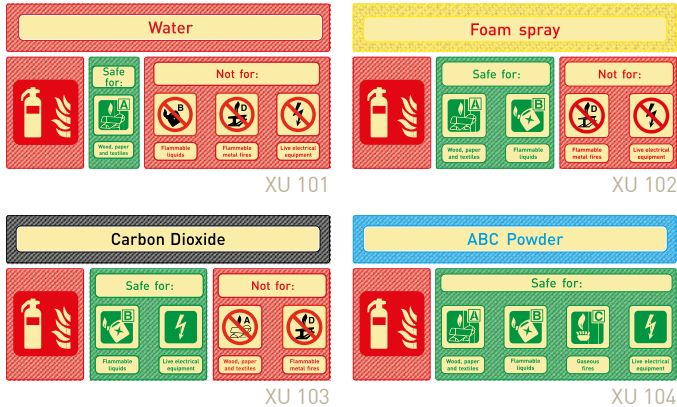 Water
Safe
for:
Not for:
A
B
D
Wood, paper
and textiles
Flammable
liquids
Flammable
metal fires
Live electrical
equipment
XU 101
Foam spray
Safe for:
Not for:
A
B
D
Wood, paper
and textiles
Flammable
liquids
Flammable
metal fires
Live electrical
equipment
XU 102
Carbon Dioxide
Safe for:
Not for:
B
A
D
Flammable
liquids
Live electrical
equipment
Wood, paper
and textiles
Flammable
metal fires
XU 103
ABC Powder
Safe for:
A
B
C
Wood, paper
and textiles
Flammable
liquids
Gaseous
fires
Live electrical
equipment
XU 104